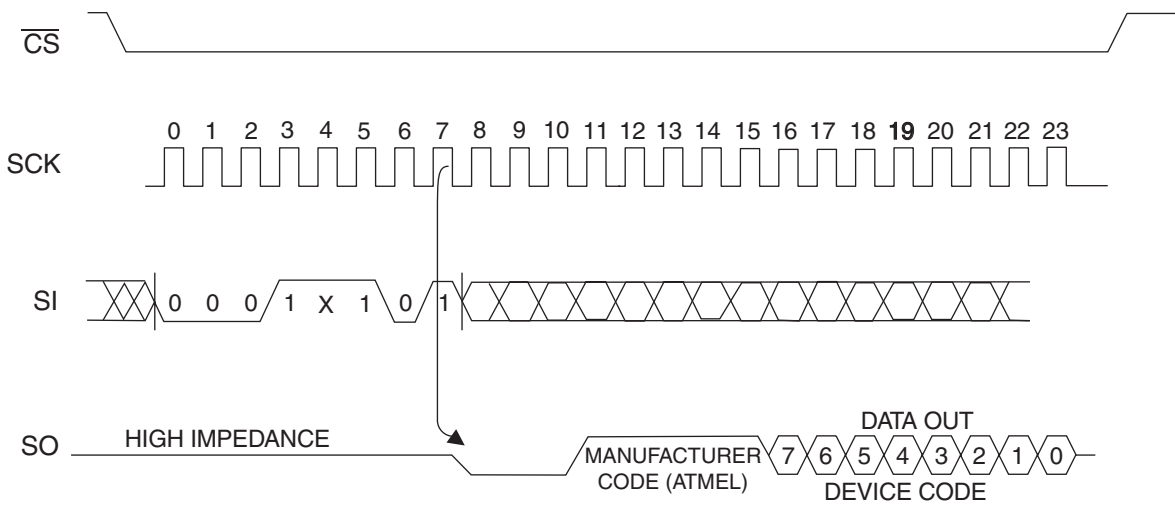 CS
SCK
0 1 2 3 4 5 6 7 8 9 10 11 12 13 14 15 16 17 18 19 20 21 22 23
SI
0 0 0 1 X 1 0 1
SO
HIGH IMPEDANCE
MANUFACTURER
CODE (ATMEL)
DATA OUT
7 6 5 4 3 2 1 0
DEVICE CODE